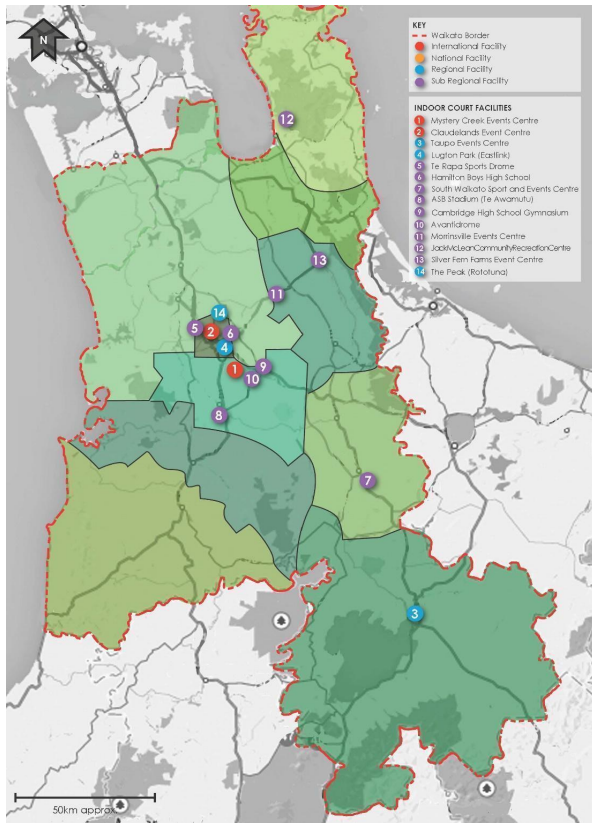 N
KEY
Waikato Border
International Facility
National Facility
Regional Facility
Sub Regional Facility
INDOOR COURT FACILITIES
1 Mystery Creek Events Centre
2 Claudelands Event Centre
3 Taupo Events Centre
4 Lugton Park (Eastlink)
5 Te Rapa Sports Drome
6 Hamilton Boys High School
7 South Waikato Sport and Events Centre
8 ASB Stadium (Te Awamutu)
9 Cambridge High School Gymnasium
10 Avantidrome
11 Morrinsville Events Centre
12 JackMcLeanCommunityRecreationCentre
13 Silver Fern Farms Event Centre
14 The Peak (Rototuna)
12
13
11
14
5 2 6
4
1 9
10
8
7
3
50km approx.